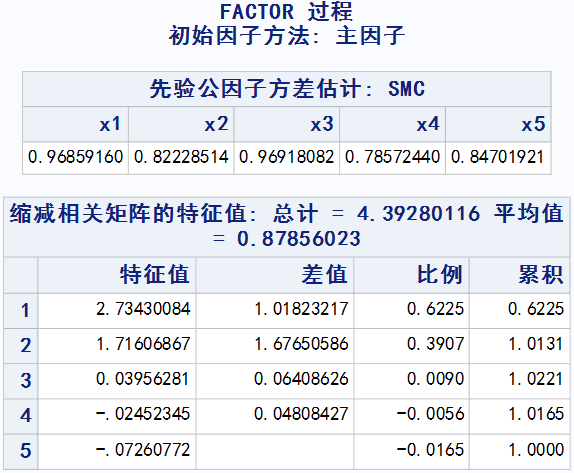 FACTOR 过程
初始因子方法: 主因子
先验公因子方差估计: SMC
x1 x2 x3 x4 x5
0.96859160 0.82228514 0.96918082 0.78572440 0.84701921
缩减相关矩阵的特征值: 总计 = 4.39280116 平均值
= 0.87856023
特征值 差值 比例 累积
1 2.73430084 1.01823217 0.6225 0.6225
2 1.71606867 1.67650586 0.3907 1.0131
3 0.03956281 0.06408626 0.0090 1.0221
4 -.02452345 0.04808427 -0.0056 1.0165
5 -.07260772 -0.0165 1.0000